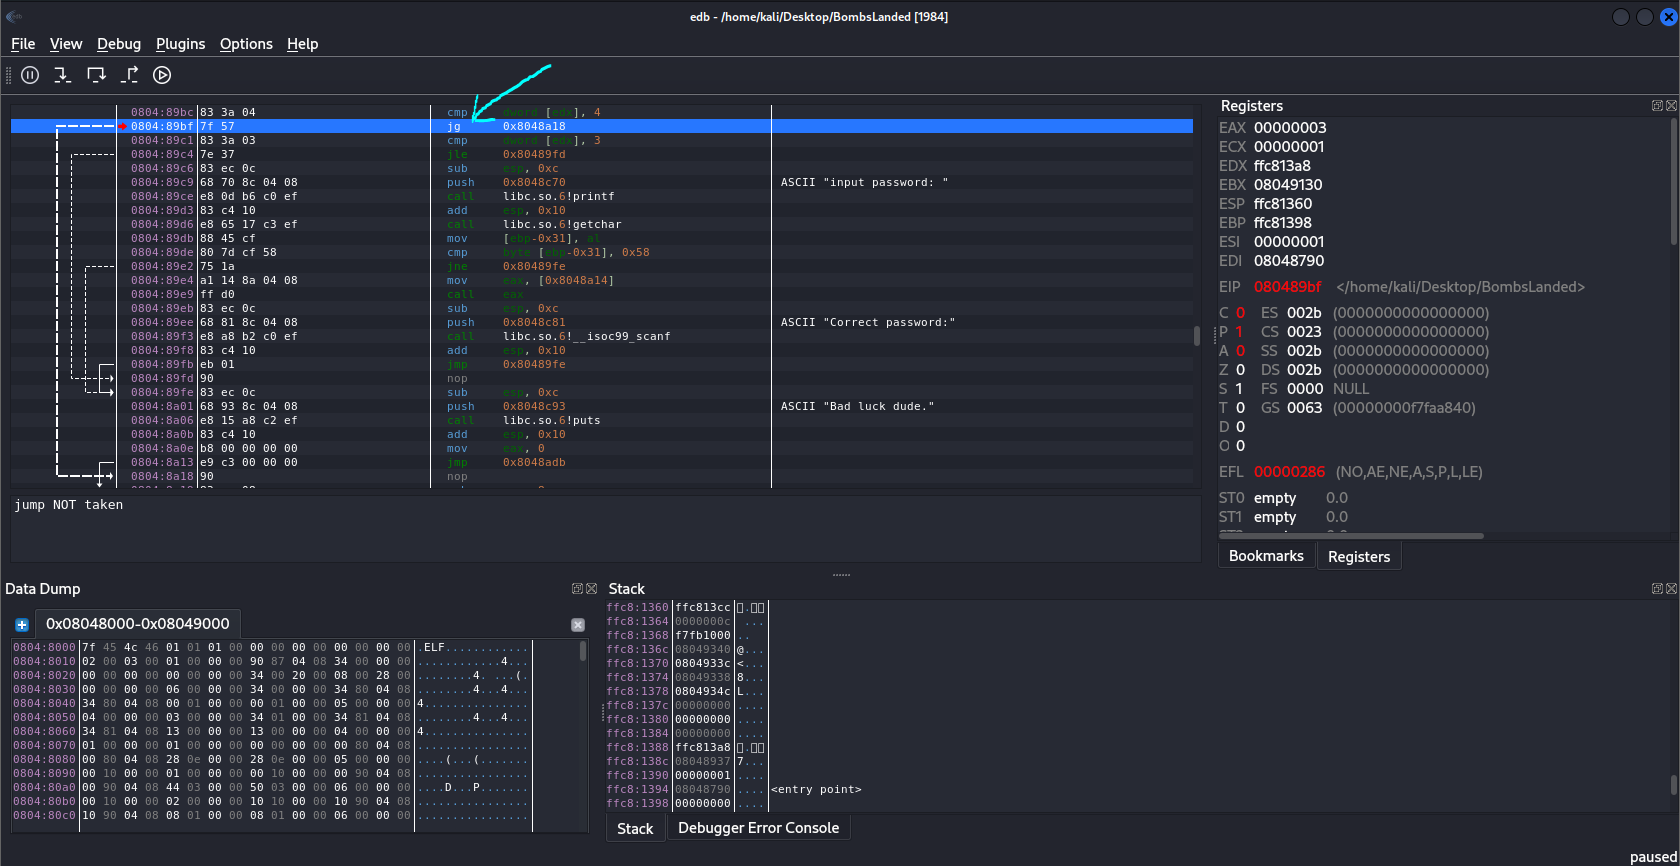 edb - /home/kali/Desktop/BombsLanded [1984]
File View Debug Plugins Options Help
0804:89bc 83 3a 04 cmp dword [edx], 4
0804:89bf 7f 57 jg 0x8048a18
0804:89c1 83 3a 03 cmp dword [edx], 3
0804:89c4 7e 37 jle 0x80489fd
0804:89c6 83 ec 0c sub esp, 0xc
0804:89c9 68 70 8c 04 08 push 0x8048c70 ASCII "input password: "
0804:89ce e8 0d b6 c0 ef call libc.so.6!printf
0804:89d3 83 c4 10 add esp, 0x10
0804:89d6 e8 65 17 c3 ef call libc.so.6!getchar
0804:89db 88 45 cf mov [ebp-0x31], al
0804:89de 80 7d cf 58 cmp byte [ebp-0x31], 0x58
0804:89e2 75 1a jne 0x80489fe
0804:89e4 a1 14 8a 04 08 mov eax, [0x8048a14]
0804:89e9 ff d0 call eax
0804:89eb 83 ec 0c sub esp, 0xc
0804:89ee 68 81 8c 04 08 push 0x8048c81 ASCII "Correct password:"
0804:89f3 e8 a8 b2 c0 ef call libc.so.6!__isoc99_scanf
0804:89f8 83 c4 10 add esp, 0x10
0804:89fb eb 01 jmp 0x80489fe
0804:89fd 90 nop
0804:89fe 83 ec 0c sub esp, 0xc
0804:8a01 68 93 8c 04 08 push 0x8048c93 ASCII "Bad luck dude."
0804:8a06 e8 15 a8 c2 ef call libc.so.6!puts
0804:8a0b 83 c4 10 add esp, 0x10
0804:8a0e b8 00 00 00 00 mov eax, 0
0804:8a13 e9 c3 00 00 00 jmp 0x8048adb
0804:8a18 90 nop
jump NOT taken
Registers
EAX 00000003
ECX 00000001
EDX ffc813a8
EBX 08049130
ESP ffc81360
EBP ffc81398
ESI 00000001
EDI 08048790
EIP 080489bf </home/kali/Desktop/BombsLanded>
C 0 ES 002b (0000000000000000)
P 1 CS 0023 (0000000000000000)
A 0 SS 002b (0000000000000000)
Z 0 DS 002b (0000000000000000)
S 1 FS 0000 NULL
T 0 GS 0063 (00000000f7faa840)
D 0
O 0
EFL 00000286 (NO,AE,NE,A,S,P,L,LE)
ST0 empty 0.0
ST1 empty 0.0
Bookmarks Registers
Data Dump
0x08048000-0x08049000
0804:8000 7f 45 4c 46 01 01 01 00 00 00 00 00 00 00 00 00 .ELF............
0804:8010 02 00 03 00 01 00 00 00 90 87 04 08 34 00 00 00 ............4...
0804:8020 00 00 00 00 00 00 00 00 34 00 20 00 08 00 28 00 ........4. ...(.
0804:8030 00 00 00 00 06 00 00 00 34 00 00 00 34 80 04 08 ........4...4...
0804:8040 34 80 04 08 00 01 00 00 00 01 00 00 05 00 00 00 4...............
0804:8050 04 00 00 00 03 00 00 00 34 01 00 00 34 81 04 08 ........4...4...
0804:8060 34 81 04 08 13 00 00 00 13 00 00 00 04 00 00 00 4...............
0804:8070 01 00 00 00 01 00 00 00 00 00 00 00 00 80 04 08 ................
0804:8080 00 80 04 08 28 0e 00 00 28 0e 00 00 05 00 00 00 ....(...(.......
0804:8090 00 10 00 00 01 00 00 00 00 10 00 00 00 90 04 08 ................
0804:80a0 00 90 04 08 44 03 00 00 50 03 00 00 06 00 00 00 ....D...P.......
0804:80b0 00 10 00 00 02 00 00 00 10 10 00 00 10 90 04 08 ................
0804:80c0 10 90 04 08 08 01 00 00 08 01 00 00 06 00 00 00 ................
Stack
ffc8:1360 ffc813cc
ffc8:1364 0000000c ...
ffc8:1368 f7fb1000 ..
ffc8:136c 08049340 @...
ffc8:1370 0804933c <...
ffc8:1374 08049338 8...
ffc8:1378 0804934c L...
ffc8:137c 00000000 ....
ffc8:1380 00000000 ....
ffc8:1384 00000000 ....
ffc8:1388 ffc813a8
ffc8:138c 08048937 7...
ffc8:1390 00000001 ....
ffc8:1394 08048790 .... <entry point>
ffc8:1398 00000000 ....
Stack Debugger Error Console
paused